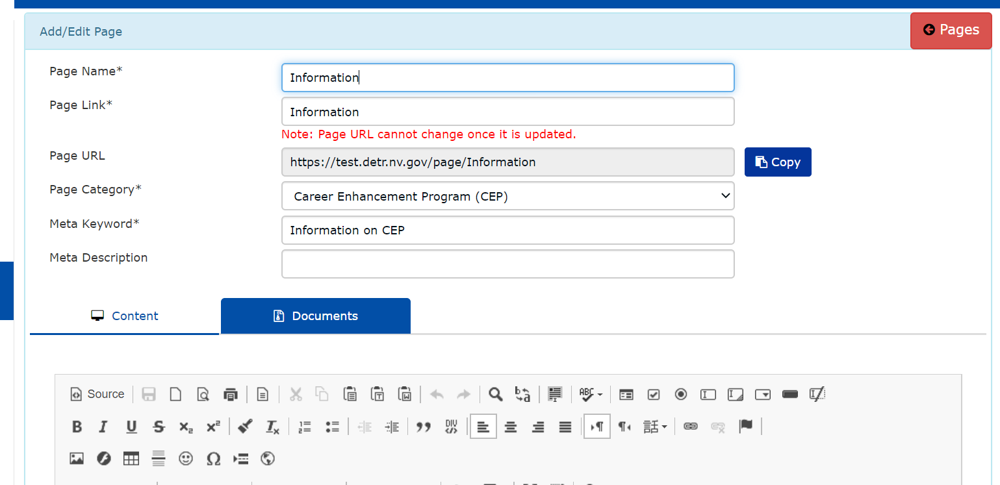 Add/Edit Page
Pages
Page Name*
Information
Page Link*
Information
Note: Page URL cannot change once it is updated.
Page URL
https://test.detr.nv.gov/page/Information
Copy
Page Category*
Career Enhancement Program (CEP)
Meta Keyword*
Information on CEP
Meta Description
Content
Documents
Source